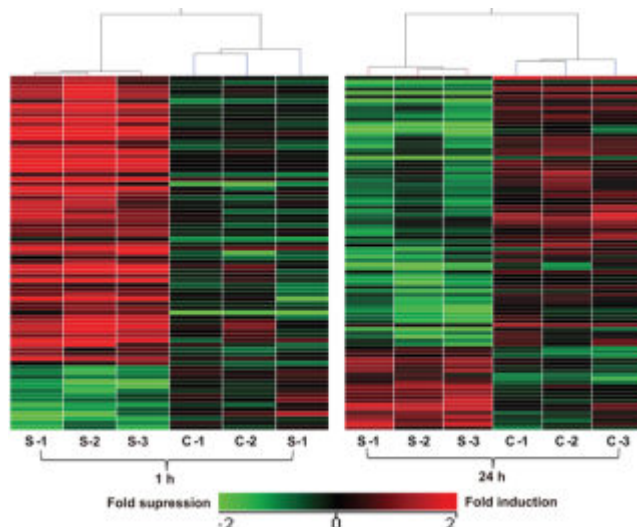 S-1 S-2 S-3 C-1 C-2 S-1
1 h
S-1 S-2 S-3 C-1 C-2 C-3
24 h
Fold supression Fold induction
-2 0 2